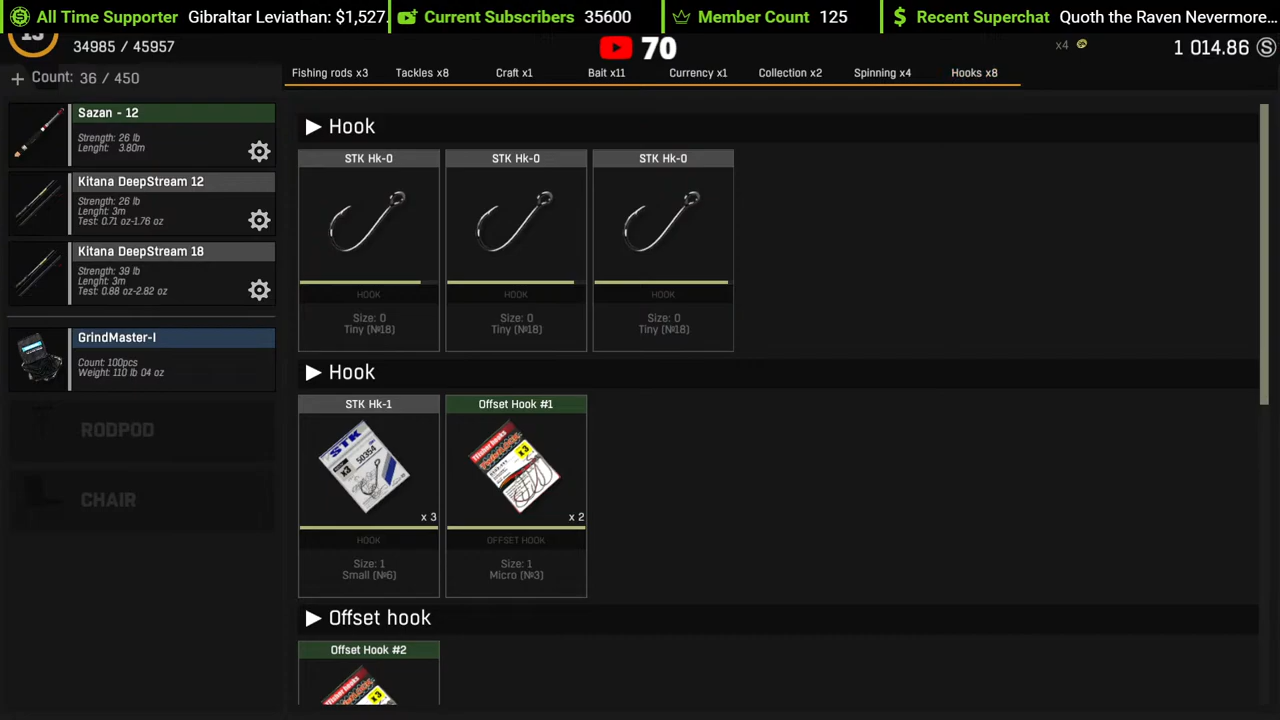 All Time Supporter Gibraltar Leviathan: $1,527. Current Subscribers 35600 Member Count 125 Recent Superchat Quoth the Raven Nevermore...
34985 / 45957 70 x4 1 014.86
Count: 36 / 450 Fishing rods x3 Tackles x8 Craft x1 Bait x11 Currency x1 Collection x2 Spinning x4 Hooks x8
Sazan - 12
Strength: 26 lb
Lenght: 3.80m
Kitana DeepStream 12
Strength: 26 lb
Lenght: 3m
Test: 0.71 oz-1.76 oz
Kitana DeepStream 18
Strength: 39 lb
Lenght: 3m
Test: 0.88 oz-2.82 oz
GrindMaster-I
Count: 100pcs
Weight: 110 lb 04 oz
RODPOD
CHAIR
Hook
STK Hk-0 STK Hk-0 STK Hk-0
HOOK HOOK HOOK
Size: 0 Size: 0 Size: 0
Tiny (№18) Tiny (№18) Tiny (№18)
Hook
STK Hk-1 Offset Hook #1
STK
50354
x3
x3
x 3 x 2
HOOK OFFSET HOOK
Size: 1 Size: 1
Small (№6) Micro (№3)
Offset hook
Offset Hook #2
x3